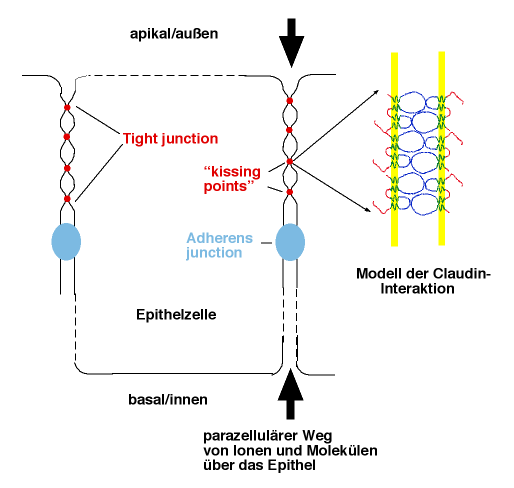 apikal/außen
Tight junction
“kissing
points”
Adherens
junction
Modell der Claudin-
Interaktion
Epithelzelle
basal/innen
parazellulärer Weg
von Ionen und Molekülen
über das Epithel